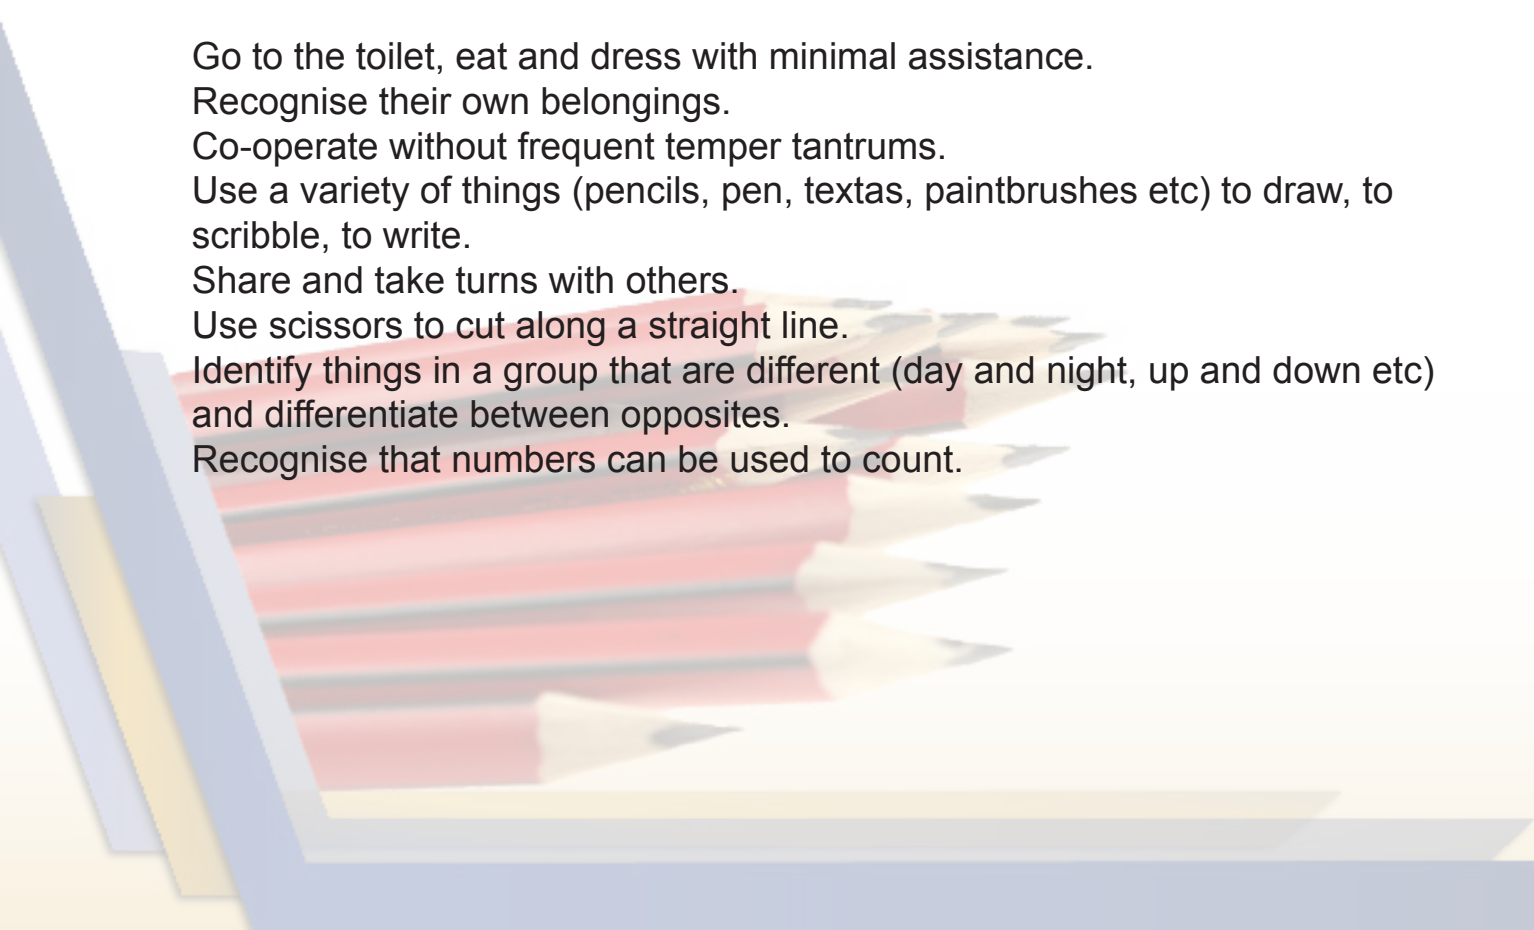 Go to the toilet, eat and dress with minimal assistance.
Recognise their own belongings.
Co-operate without frequent temper tantrums.
Use a variety of things (pencils, pen, textas, paintbrushes etc) to draw, to
scribble, to write.
Share and take turns with others.
Use scissors to cut along a straight line.
Identify things in a group that are different (day and night, up and down etc)
and differentiate between opposites.
Recognise that numbers can be used to count.